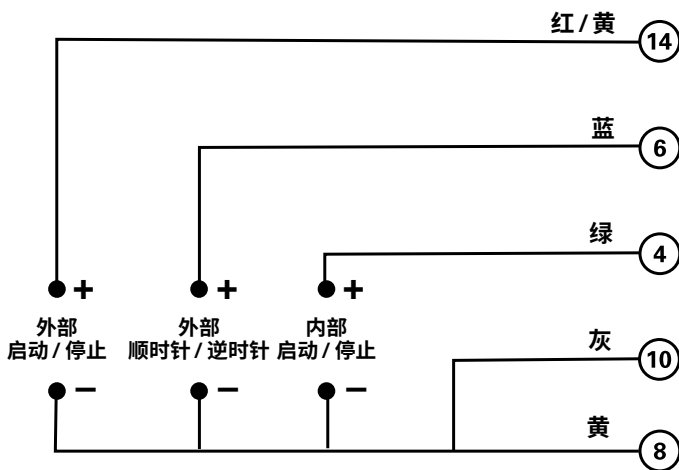 红/黄
14
蓝
6
绿
4
+ + +
外部 外部 内部
启动/停止 顺时针/逆时针 启动/停止
灰
10
− − −
黄
8